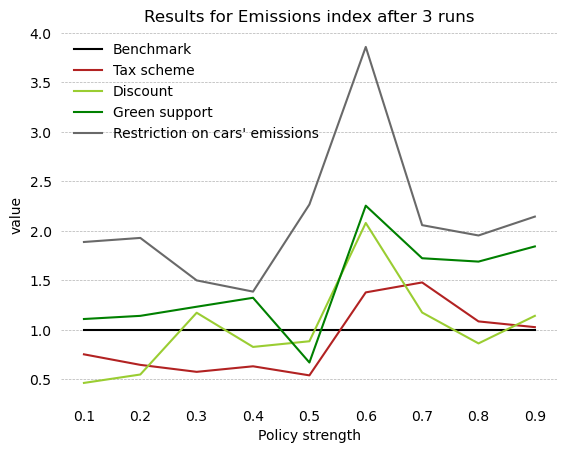 Results for Emissions index after 3 runs
4.0
3.5
3.0
2.5
2.0
1.5
1.0
0.5
value
Benchmark
Tax scheme
Discount
Green support
Restriction on cars' emissions
0.1 0.2 0.3 0.4 0.5 0.6 0.7 0.8 0.9
Policy strength